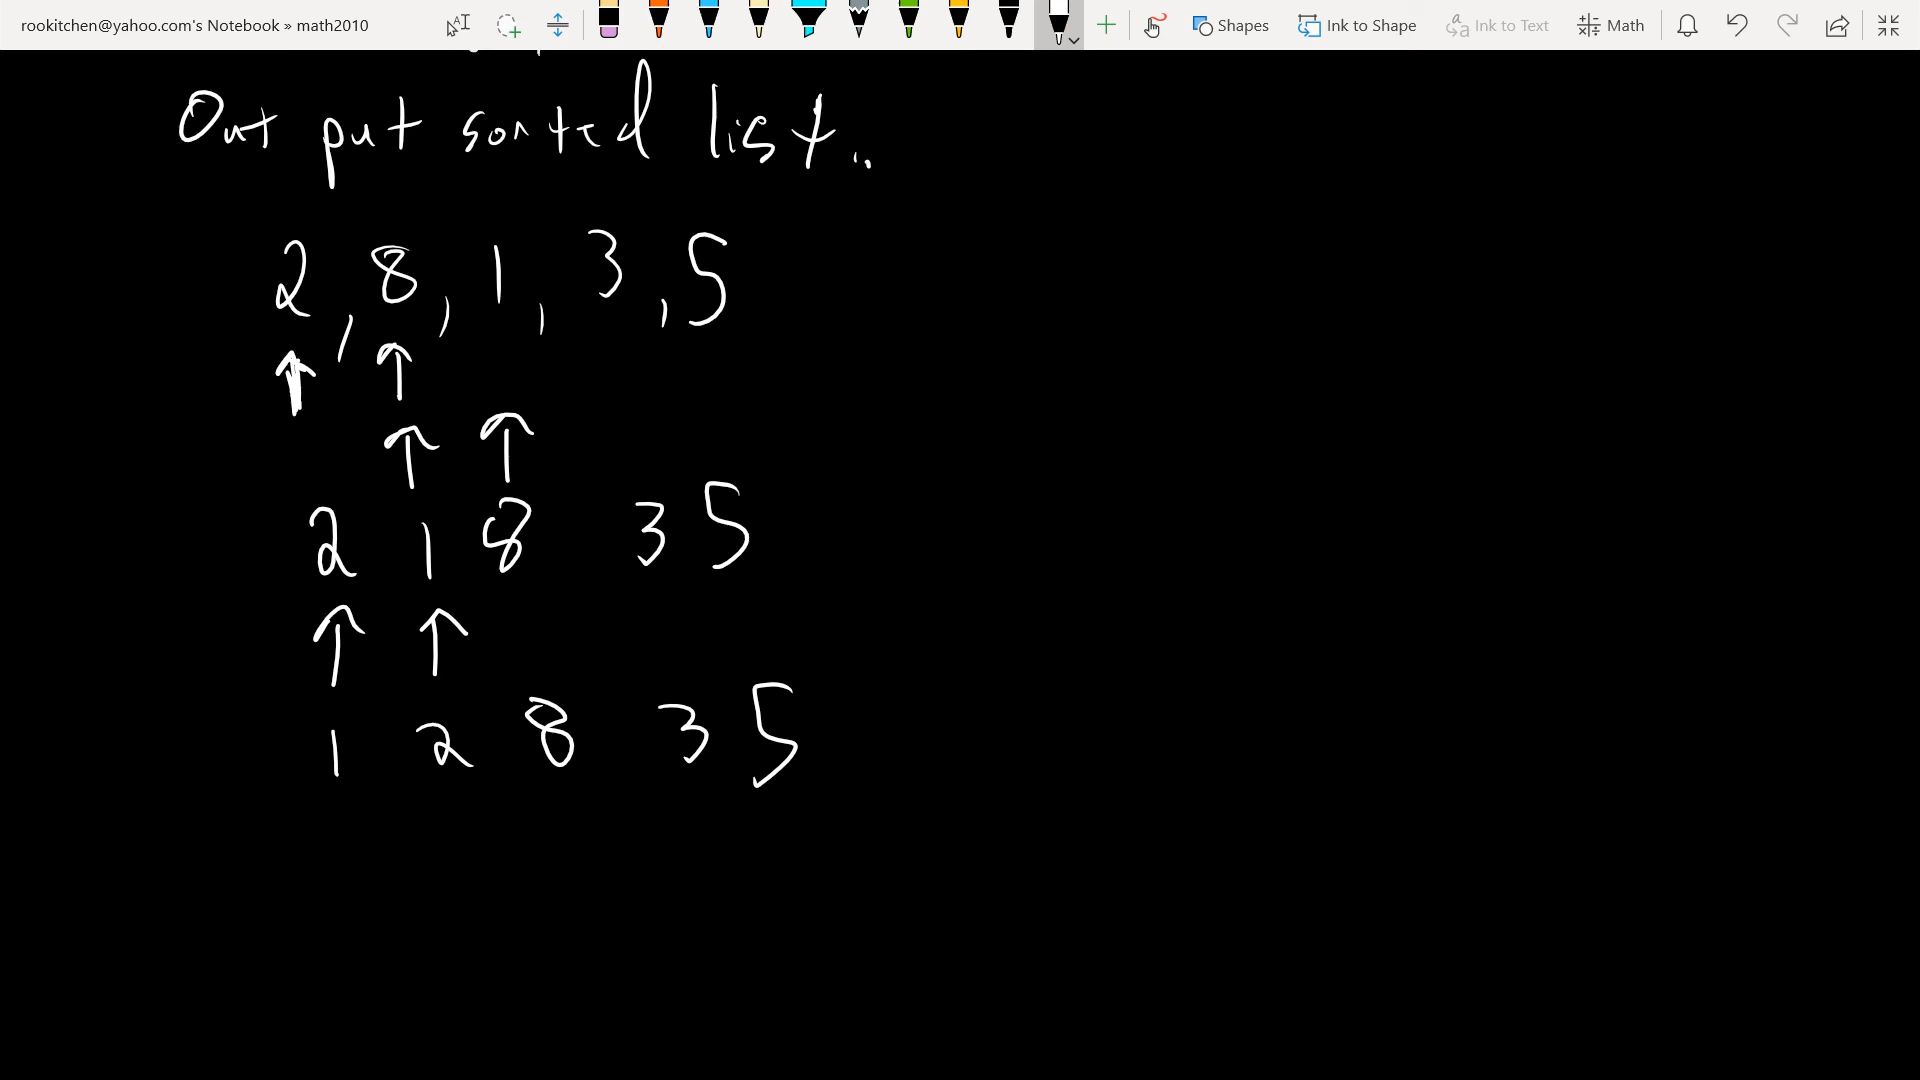 rookitchen@yahoo.com's Notebook » math2010 Shapes Ink to Shape Ink to Text Math
Out put sorted list..
2, 8, 1, 3, 5
2 1 8 3 5
1 2 8 3 5